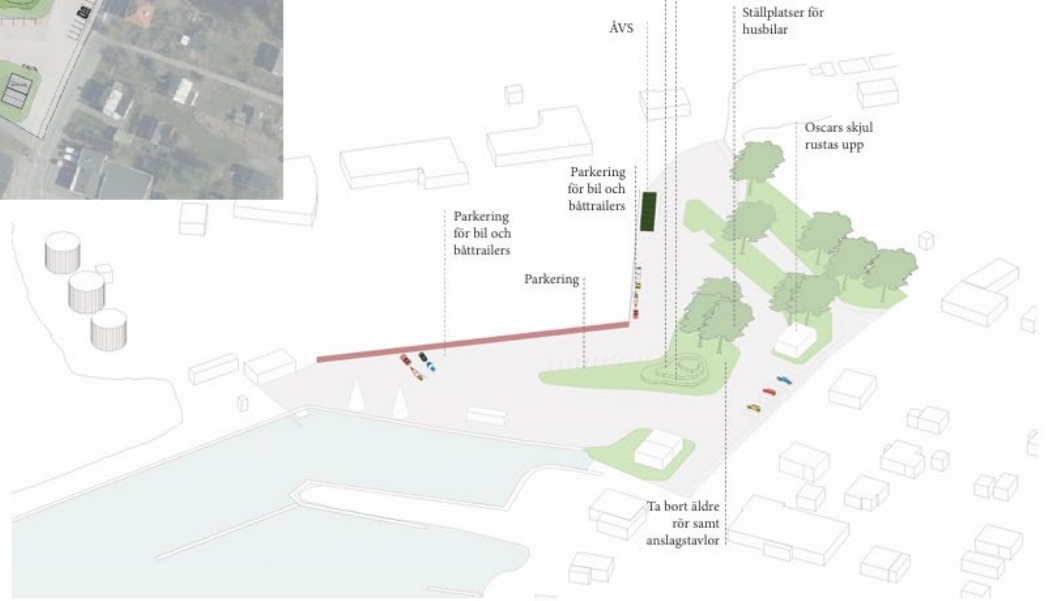 ÅVS
Ställplatser för
husbilar
Oscars skjul
rustas upp
Parkering
för bil och
båttrailers
Parkering
för bil och
båttrailers
Parkering
Ta bort äldre
rör samt
anslagstavlor